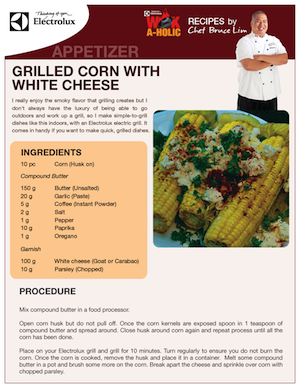 Thinking of you
Electrolux
Electrolux
WOK
A-HOLIC
RECIPES by
Chef Bruce Lim
APPETIZER
GRILLED CORN WITH
WHITE CHEESE
I really enjoy the smoky flavor that grilling creates but I
don't always have the luxury of being able to go
outdoors and work up a grill, so I make simple-to-grill
dishes like this indoors, with an Electrolux electric grill. It
comes in handy if you want to make quick, grilled dishes.
INGREDIENTS
10 pc Corn (Husk on)
Compound Butter
150 g Butter (Unsalted)
20 g Garlic (Paste)
5 g Coffee (Instant Powder)
2 g Salt
1 g Pepper
10 g Paprika
1 g Oregano
Garnish
100 g White cheese (Goat or Carabao)
10 g Parsley (Chopped)
PROCEDURE
Mix compound butter in a food processor.
Open corn husk but do not pull off. Once the corn kernels are exposed spoon in 1 teaspoon of
compound butter and spread around. Close husk around corn again and repeat process until all the
corn has been done.
Place on your Electrolux grill and grill for 10 minutes. Turn regularly to ensure you do not burn the
corn. Once the corn is cooked, remove the husk and place it in a container. Melt some compound
butter in a pot and brush some more on the corn. Break apart the cheese and sprinkle over corn with
chopped parsley.